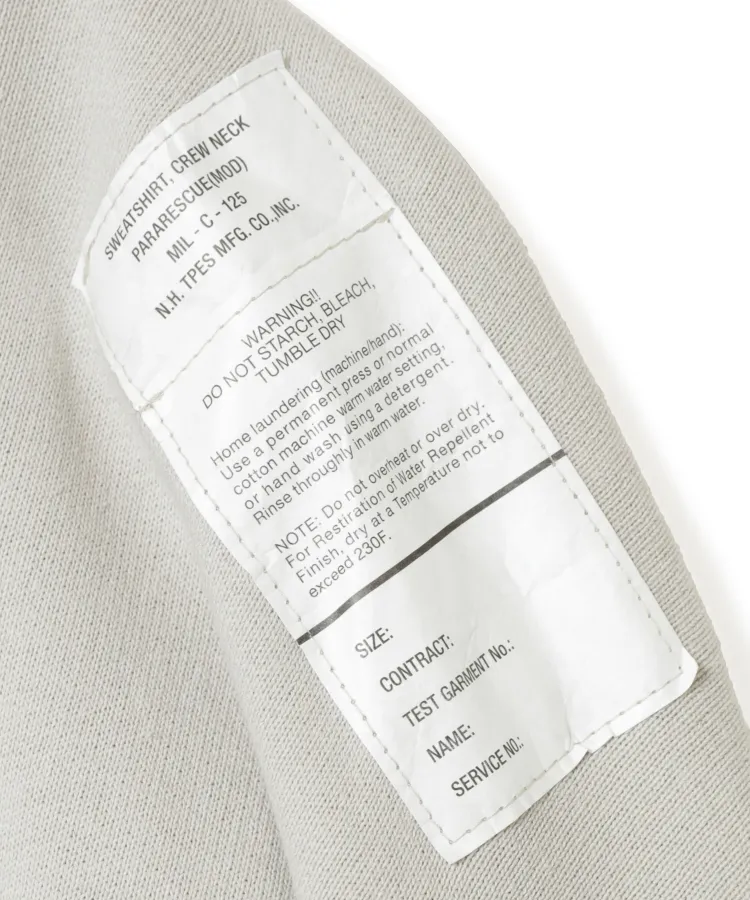 SWEATSHIRT, CREW NECK
PARARESCUE(MOD)
MIL - C - 125
N.H. TPES MFG. CO.,INC.
WARNING!!
DO NOT STARCH, BLEACH,
TUMBLE DRY
Home laundering (machine/hand):
Use a permanent press or normal
cotton machine warm water setting,
or hand wash using a detergent.
Rinse throughly in warm water.
NOTE: Do not overheat or over dry.
For Restiration of Water Repellent
Finish, dry at a Temperature not to
exceed 230F.
SIZE:
CONTRACT:
TEST GARMENT No.:
NAME:
SERVICE No.: